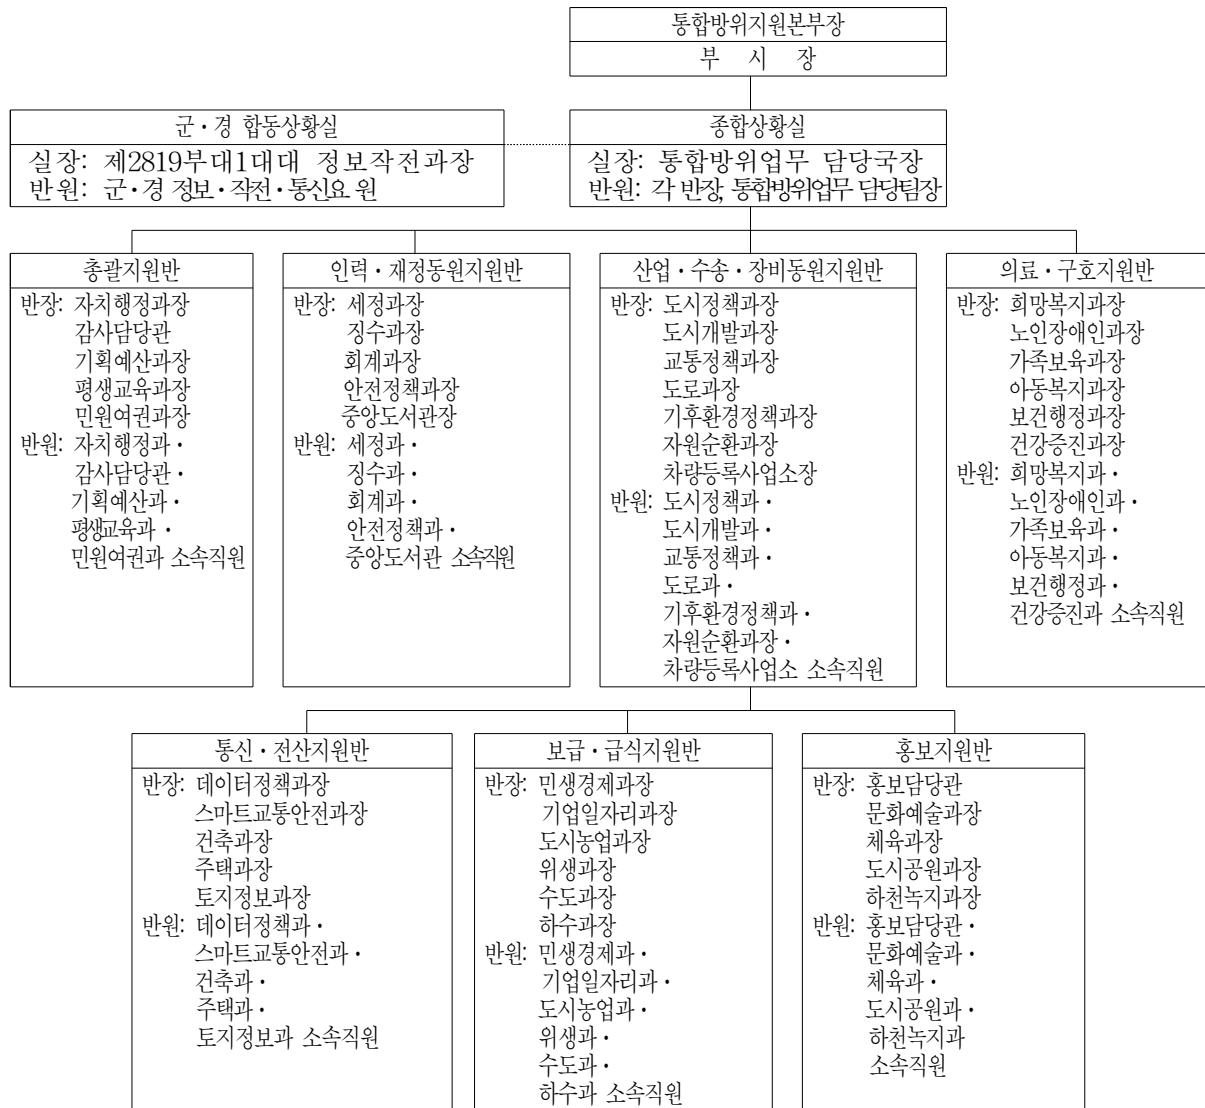 통합방위지원본부장
부 시 장
군・경 합동상황실
실장: 제2819부대1대대 정보작전과장
반원: 군・경 정보・작전・통신요 원
종합상황실
실장: 통합방위업무 담당국장
반원: 각 반장, 통합방위업무 담당팀장
총괄지원반
반장: 자치행정과장
감사담당관
기획예산과장
평생교육과장
민원여권과장
반원: 자치행정과・
감사담당관・
기획예산과・
평생교육과・
민원여권과 소속직원
인력・재정동원지원반
반장: 세정과장
징수과장
회계과장
안전정책과장
중앙도서관장
반원: 세정과・
징수과・
회계과・
안전정책과・
중앙도서관 소속직원
산업・수송・장비동원지원반
반장: 도시정책과장
도시개발과장
교통정책과장
도로과장
기후환경정책과장
자원순환과장
차량등록사업소장
반원: 도시정책과・
도시개발과・
교통정책과・
도로과・
기후환경정책과・
자원순환과장・
차량등록사업소 소속직원
의료・구호지원반
반장: 희망복지과장
노인장애인과장
가족보육과장
아동복지과장
보건행정과장
건강증진과장
반원: 희망복지과・
노인장애인과・
가족보육과・
아동복지과・
보건행정과・
건강증진과 소속직원
통신・전산지원반
반장: 데이터정책과장
스마트교통안전과장
건축과장
주택과장
토지정보과장
반원: 데이터정책과・
스마트교통안전과・
건축과・
주택과・
토지정보과 소속직원
보급・급식지원반
반장: 민생경제과장
기업일자리과장
도시농업과장
위생과장
수도과장
하수과장
반원: 민생경제과・
기업일자리과・
도시농업과・
위생과・
수도과・
하수과 소속직원
홍보지원반
반장: 홍보담당관
문화예술과장
체육과장
도시공원과장
하천녹지과장
반원: 홍보담당관・
문화예술과・
체육과・
도시공원과・
하천녹지과
소속직원